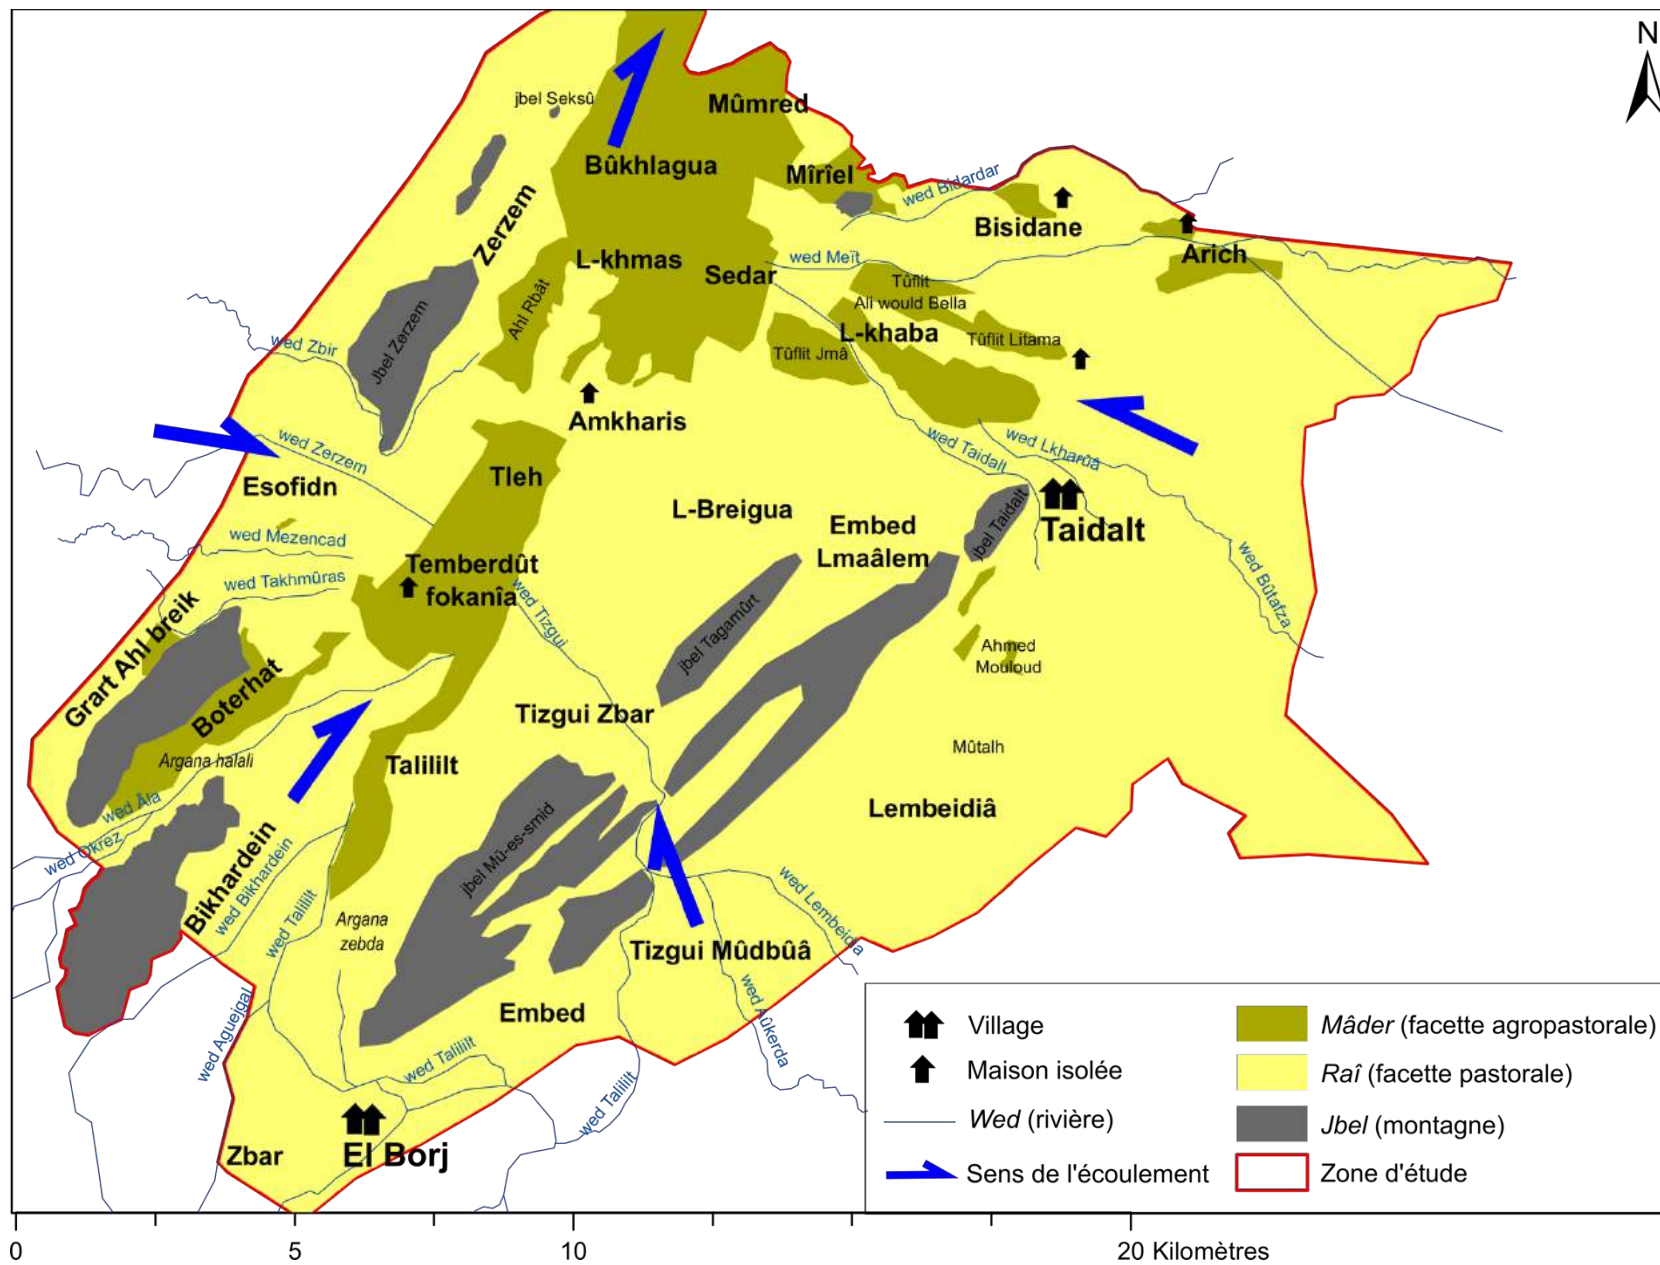 N
jbel Seksû
Mûmred
Bûkhlagua
Mîrîel
wed Bidardar
Bisidane
Zerzem
L-khmas
Sedar
wed Meït
Arich
Tûflit
Ali would Bella
Ahl Rbât
L-khaba
Tûflit Litama
Tûflit Jmâ
wed Zbir
Jbel Zerzem
Amkharis
wed Zerzem
wed Taidalt
wed Lkharûâ
Tleh
Esofidn
L-Breigua
Embed
Lmaâlem
jbel Taidalt
Taidalt
wed Mezencad
wed Takhmûras
Temberdût
fokanîa
wed Tizgui
wed Bûtafza
jbel Tagamûrt
Ahmed
Mouloud
Grart Ahl breik
Boterhat
Tizgui Zbar
Mûtalh
Argana halali
Talililt
wed Äla
wed Okrez
Lembeidiâ
jbel Mû-es-smid
Bikhardein
wed Bikhardein
wed Talililt
Argana
zebda
wed Lembeidia
Tizgui Mûdbûâ
wed Aûkerda
Embed
wed Aguejgal
wed Talililt
wed Talililt
El Borj
Zbar
Village
Maison isolée
Wed (rivière)
Sens de l'écoulement
Mâder (facette agropastorale)
Raî (facette pastorale)
Jbel (montagne)
Zone d'étude
0
5
10
20 Kilomètres